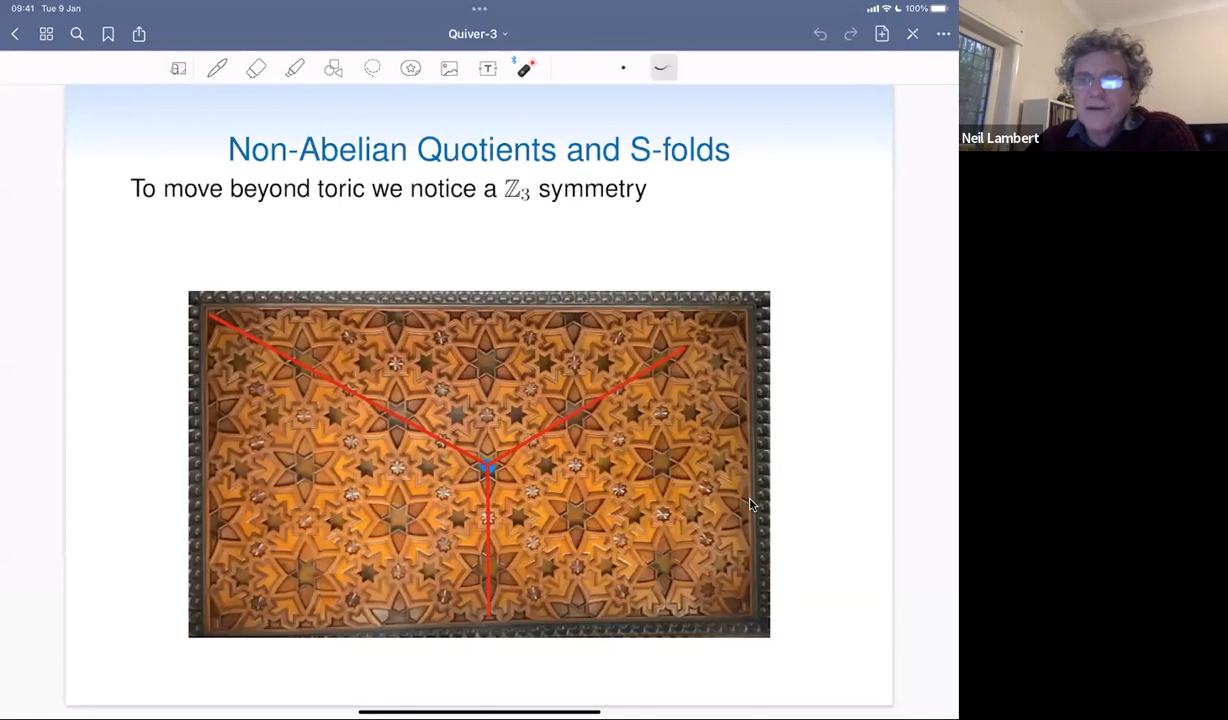 09:41 Tue 9 Jan
100%
Quiver-3
T
Non-Abelian Quotients and S-folds
To move beyond toric we notice a ℤ₃ symmetry
Neil Lambert